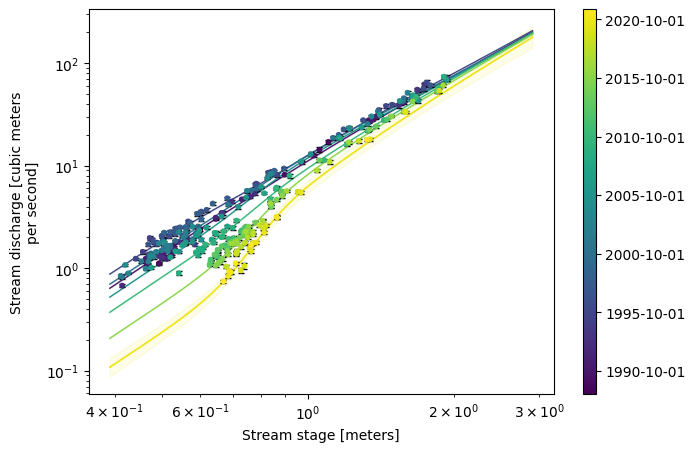 Stream discharge [cubic meters
per second]
10²
10¹
10⁰
10⁻¹
4 × 10⁻¹
6 × 10⁻¹
10⁰
2 × 10⁰
3 × 10⁰
Stream stage [meters]
2020-10-01
2015-10-01
2010-10-01
2005-10-01
2000-10-01
1995-10-01
1990-10-01